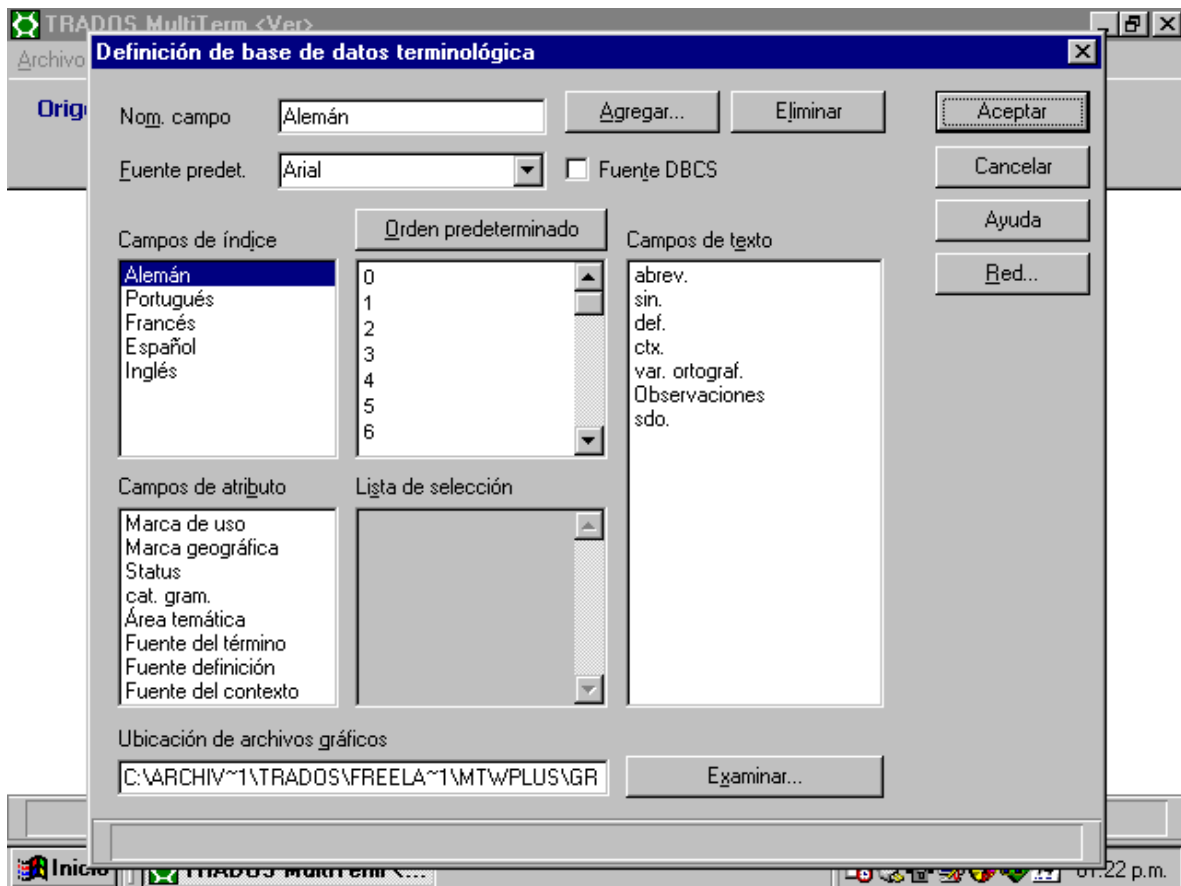 TRADOS MultiTerm <Ver>
Archivo
Definición de base de datos terminológica
Nom. campo
Alemán
Agregar...
Eliminar
Aceptar
Fuente predet.
Arial
Fuente DBCS
Cancelar
Ayuda
Red...
Campos de índice
Orden predeterminado
Campos de texto
Alemán
Portugués
Francés
Español
Inglés
0
1
2
3
4
5
6
abrev.
sin.
def.
ctx.
var. ortograf.
Observaciones
sdo.
Campos de atributo
Lista de selección
Marca de uso
Marca geográfica
Status
cat. gram.
Área temática
Fuente del término
Fuente definición
Fuente del contexto
Ubicación de archivos gráficos
C:\ARCHIV~1\TRADOS\FREELA~1\MTWPLUS\GR
Examinar...
Inicio
TRADOS MultiTerm <...
01:22 p.m.